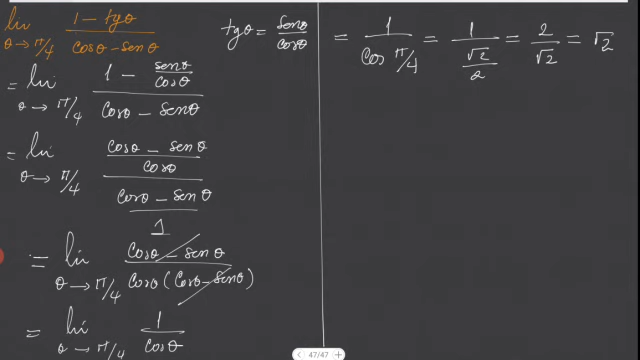 lim θ→π/4 (1 - tgθ)/(cosθ - senθ)    tgθ = senθ/cosθ
= lim θ→π/4 (1 - senθ/cosθ)/(cosθ - senθ)
= lim θ→π/4 ((cosθ - senθ)/cosθ)/((cosθ - senθ)/1)
= lim θ→π/4 (cosθ - senθ)/(cosθ(cosθ - senθ))
= lim θ→π/4 1/cosθ
= 1/(cos π/4) = 1/(√2/2) = 2/√2 = √2
47/47